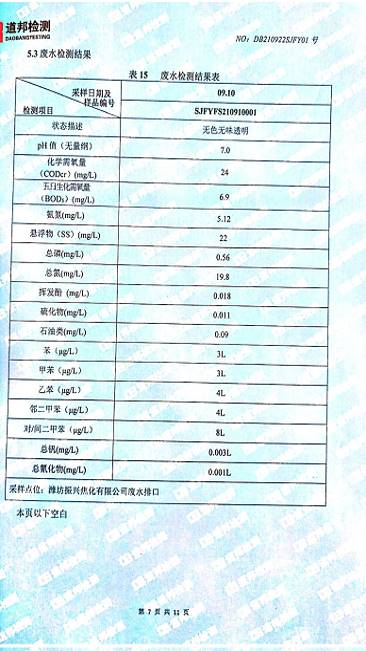 道邦检测
DAOBANGTESTING
NO: DB210922SJFY01 号
5.3 废水检测结果
表 15 废水检测结果表
采样日期及 09.10
样品编号
检测项目 SJFYFS210910001
状态描述 无色无味透明
pH 值（无量纲） 7.0
化学需氧量
（CODcr）(mg/L) 24
五日生化需氧量
（BOD₅）(mg/L) 6.9
氨氮(mg/L) 5.12
悬浮物（SS）(mg/L) 22
总磷(mg/L) 0.56
总氮(mg/L) 19.8
挥发酚 (mg/L) 0.018
硫化物(mg/L) 0.011
石油类(mg/L) 0.09
苯（μg/L） 3L
甲苯（μg/L） 3L
乙苯（μg/L） 4L
邻二甲苯（μg/L） 4L
对/间二甲苯（μg/L） 8L
总钒(mg/L) 0.003L
总氰化物(mg/L) 0.001L
采样点位：潍坊振兴焦化有限公司废水排口
本页以下空白
第 7 页 共 11 页